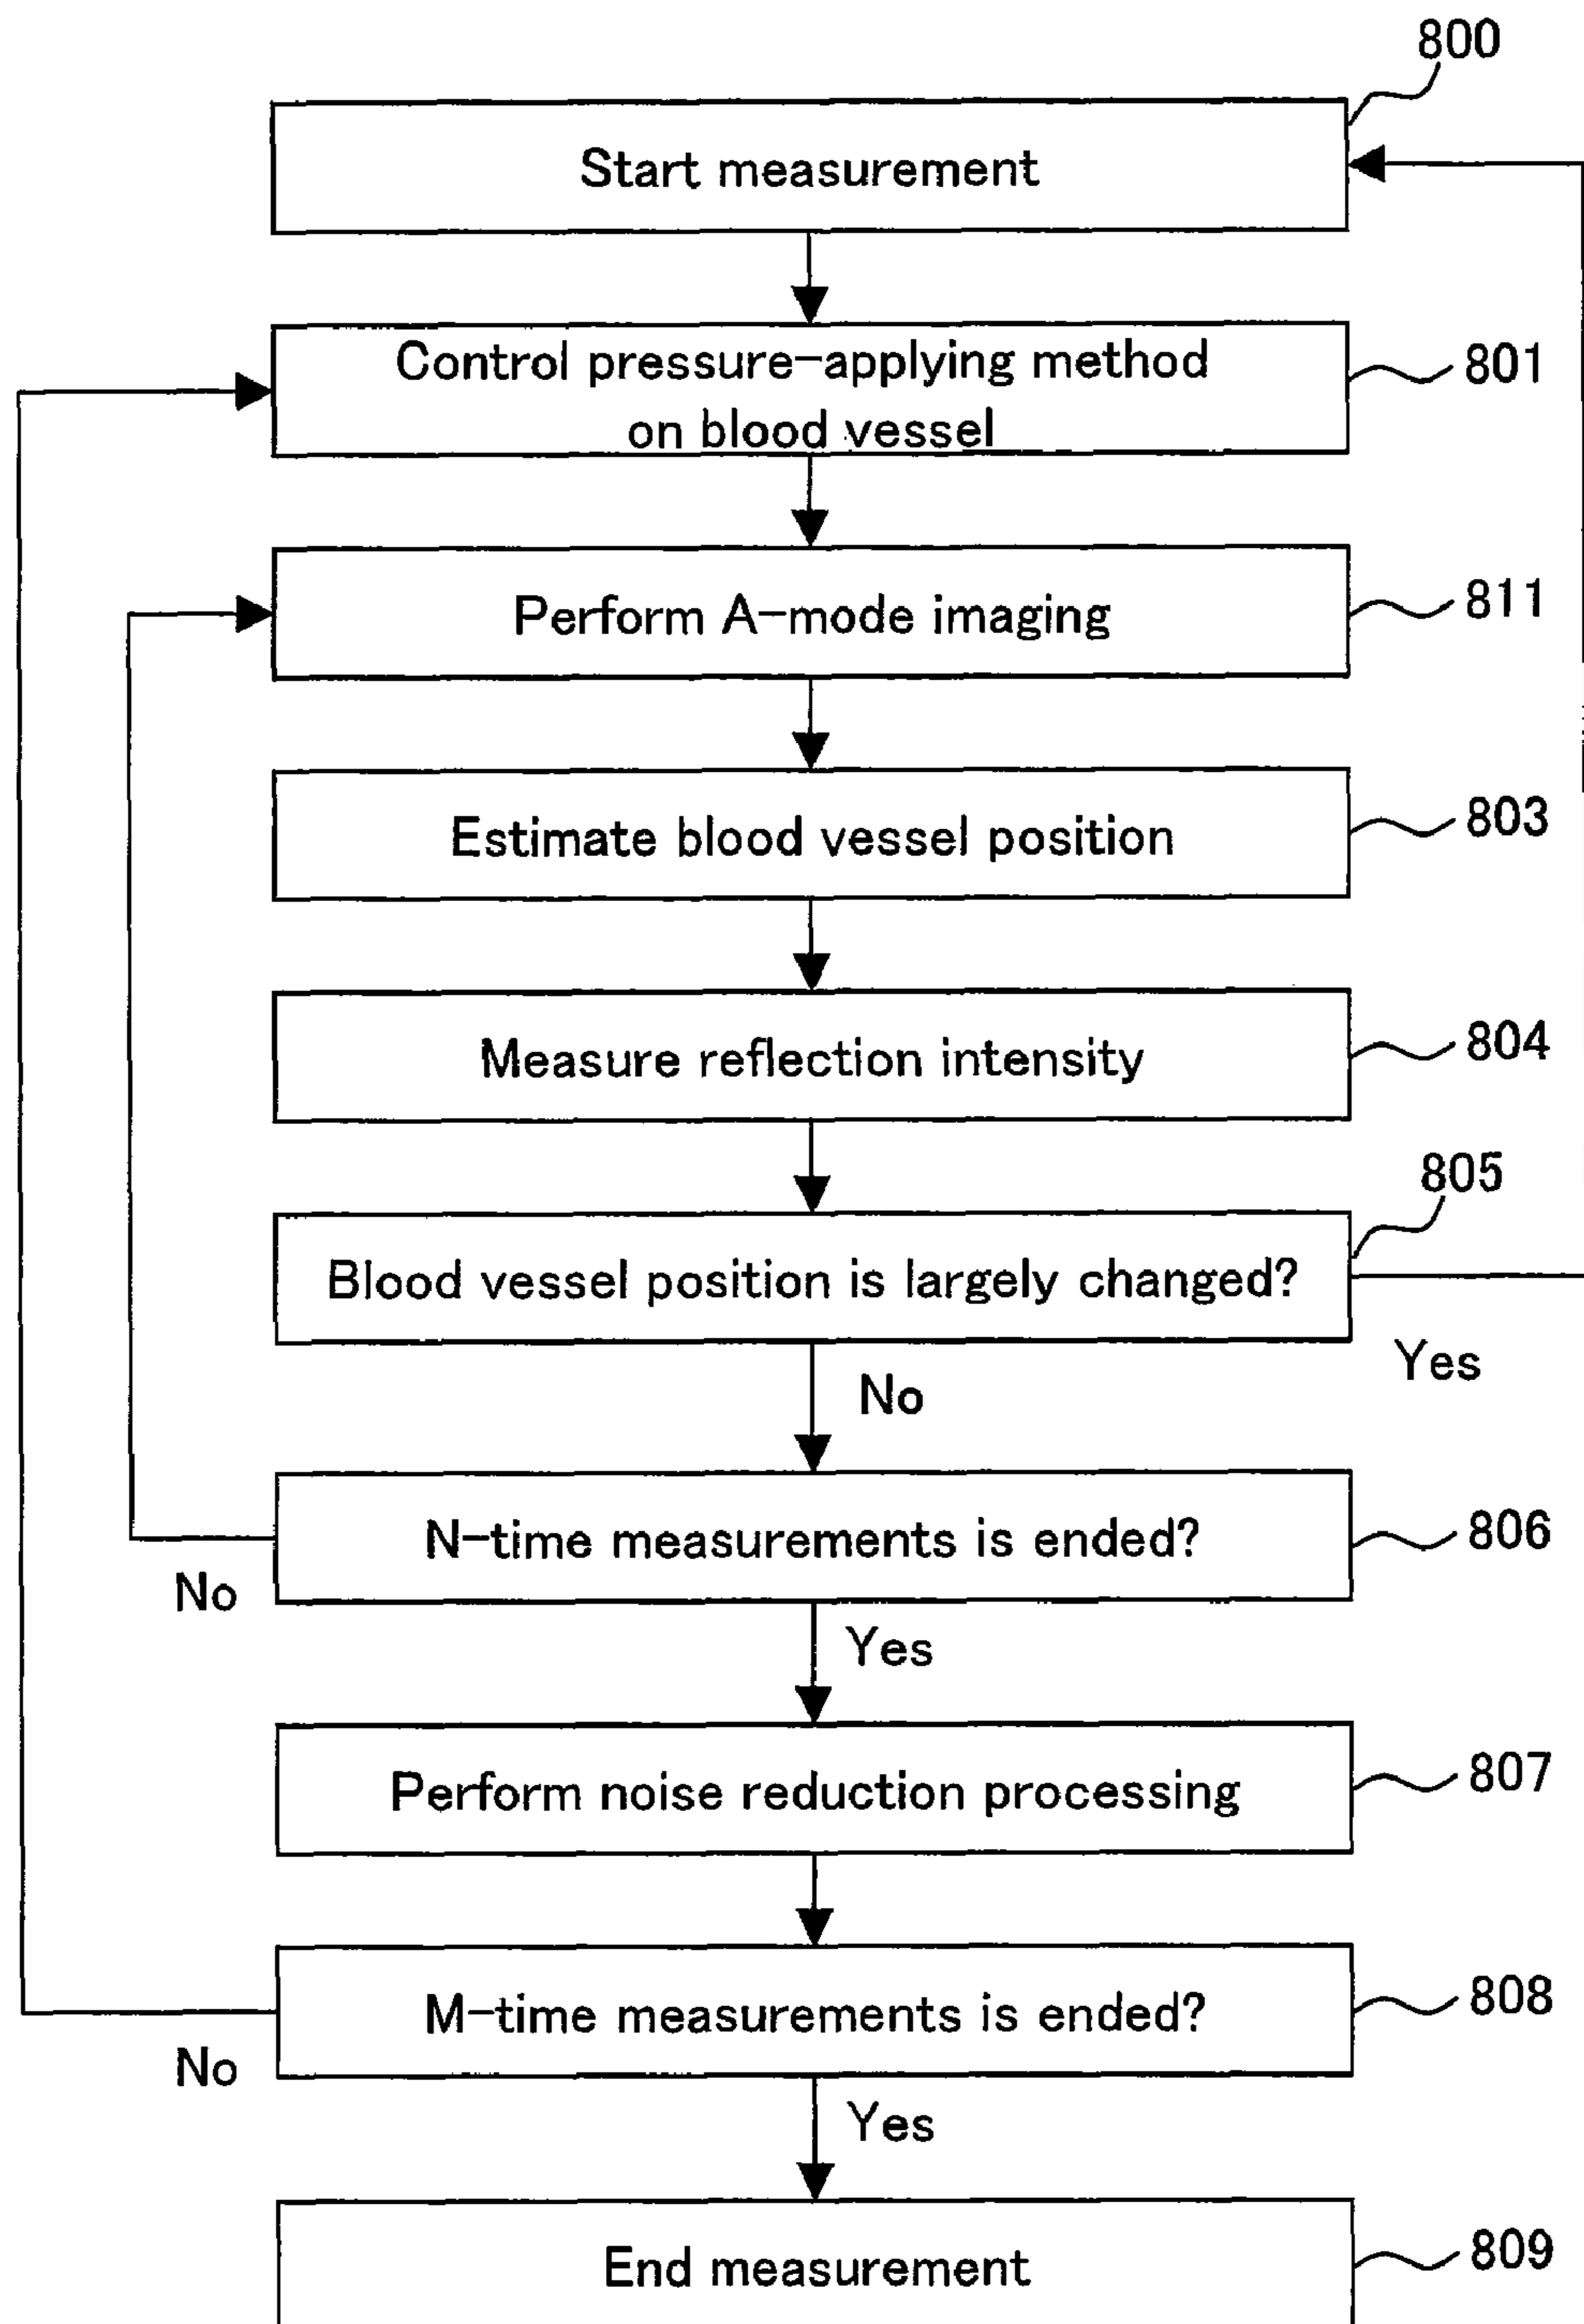 800
Start measurement
Control pressure-applying method
on blood vessel
801
Perform A-mode imaging
811
Estimate blood vessel position
803
Measure reflection intensity
804
805
Blood vessel position is largely changed?
Yes
No
N-time measurements is ended?
806
No
Yes
Perform noise reduction processing
807
M-time measurements is ended?
808
No
Yes
End measurement
809